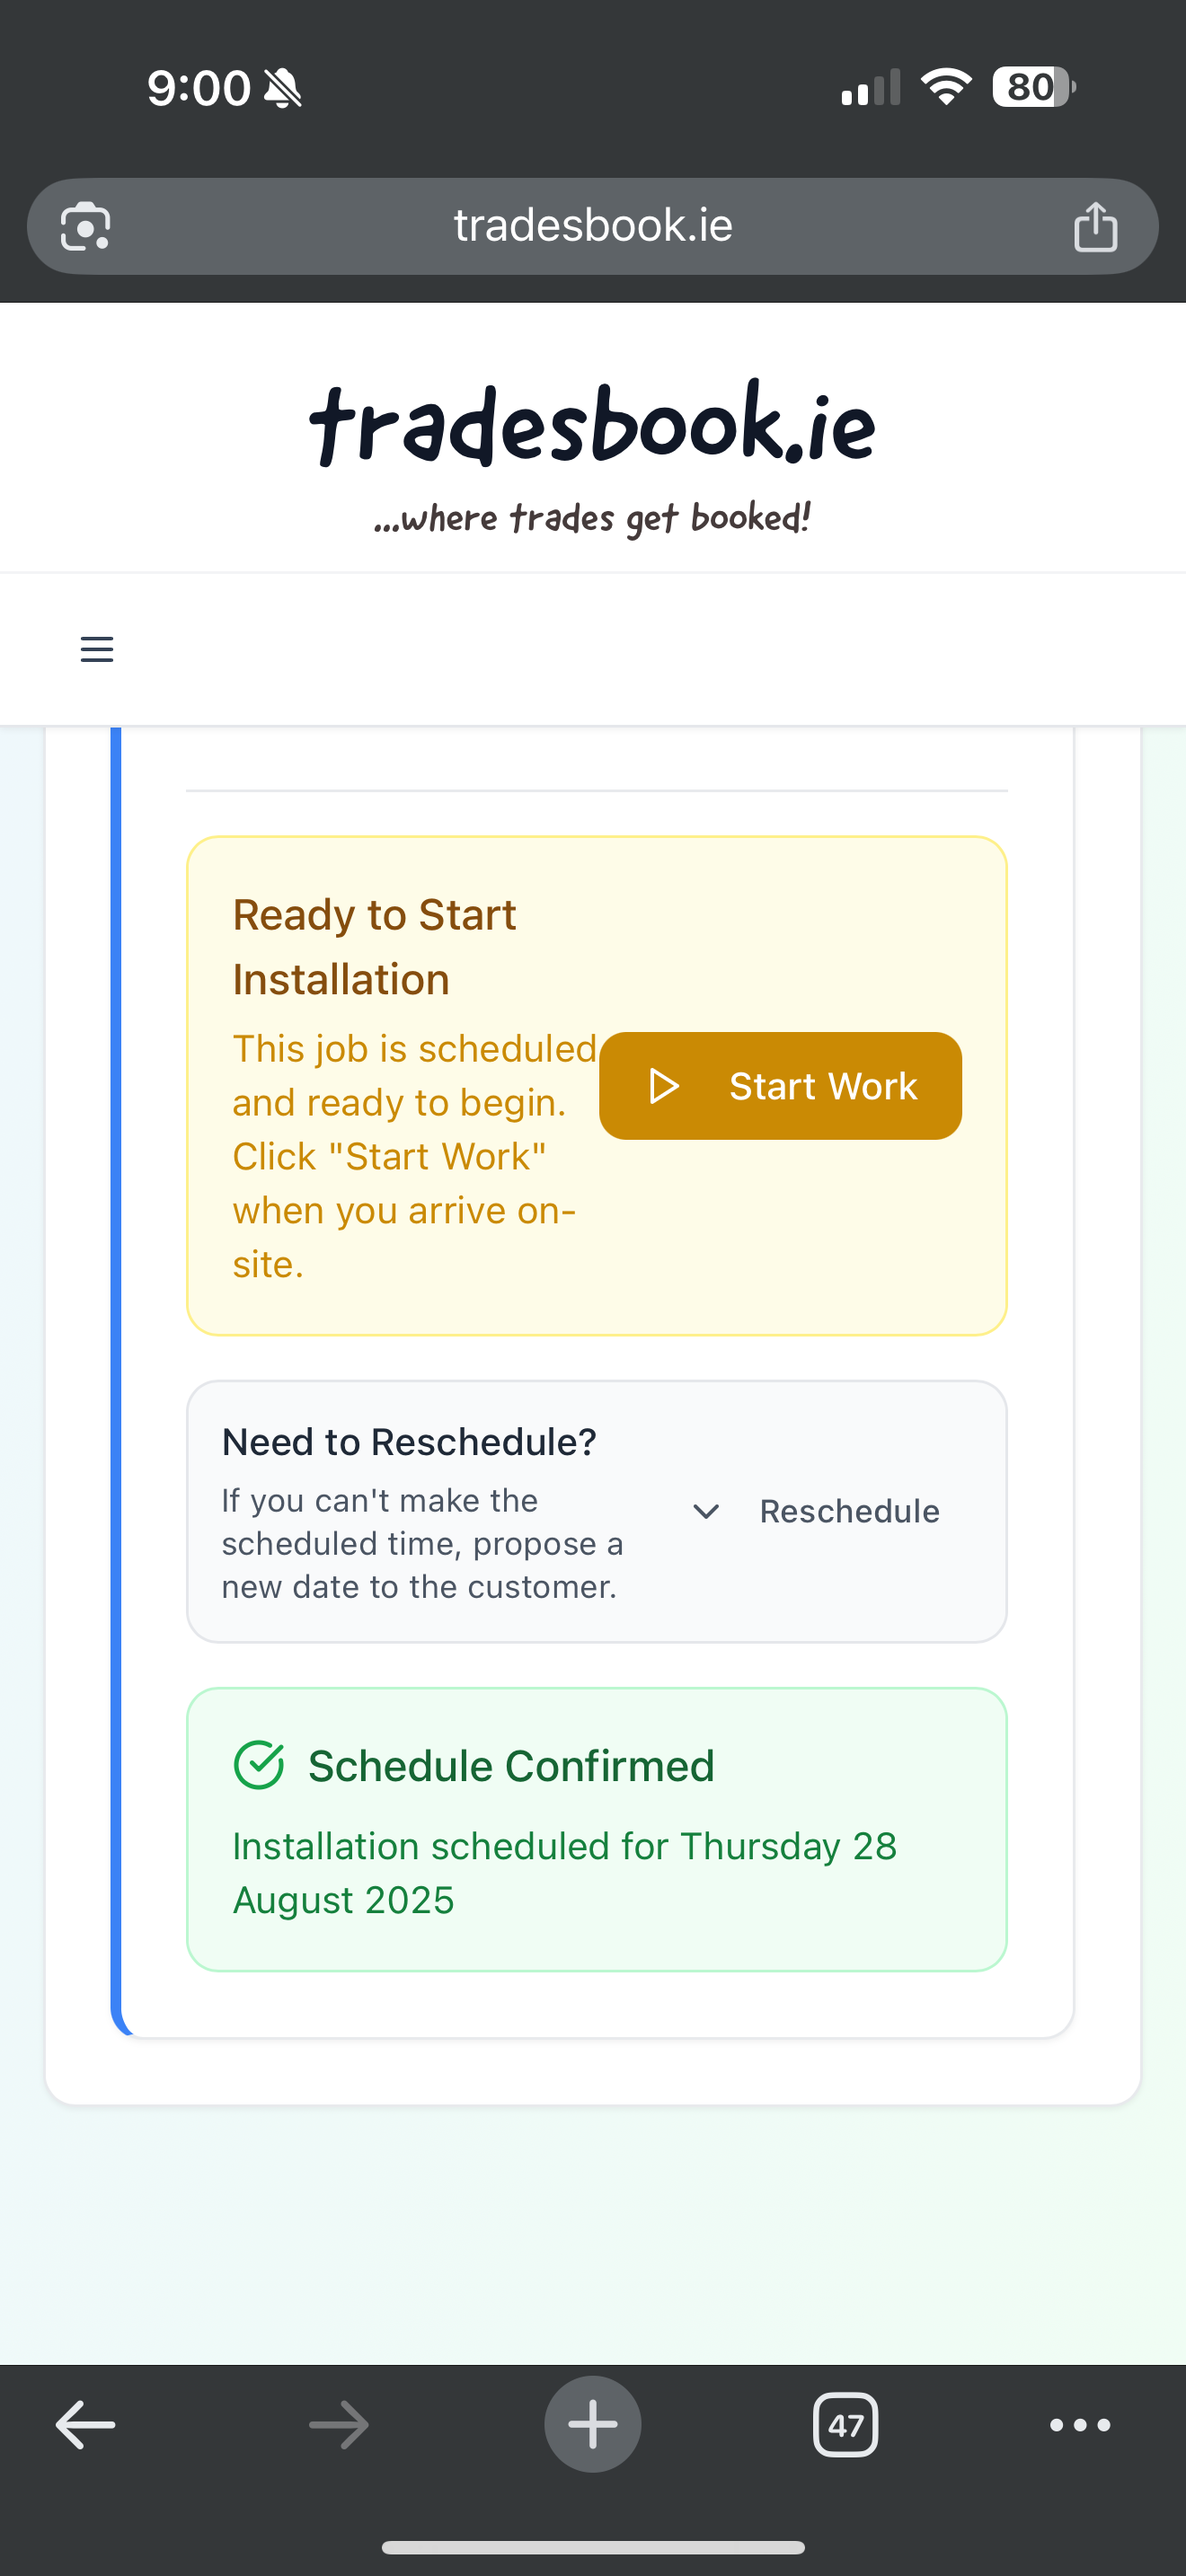 9:00
80
tradesbook.ie
tradesbook.ie
...where trades get booked!
Ready to Start
Installation
This job is scheduled
and ready to begin.
Click "Start Work"
when you arrive on-
site.
Start Work
Need to Reschedule?
If you can't make the
scheduled time, propose a
new date to the customer.
Reschedule
Schedule Confirmed
Installation scheduled for Thursday 28
August 2025
47